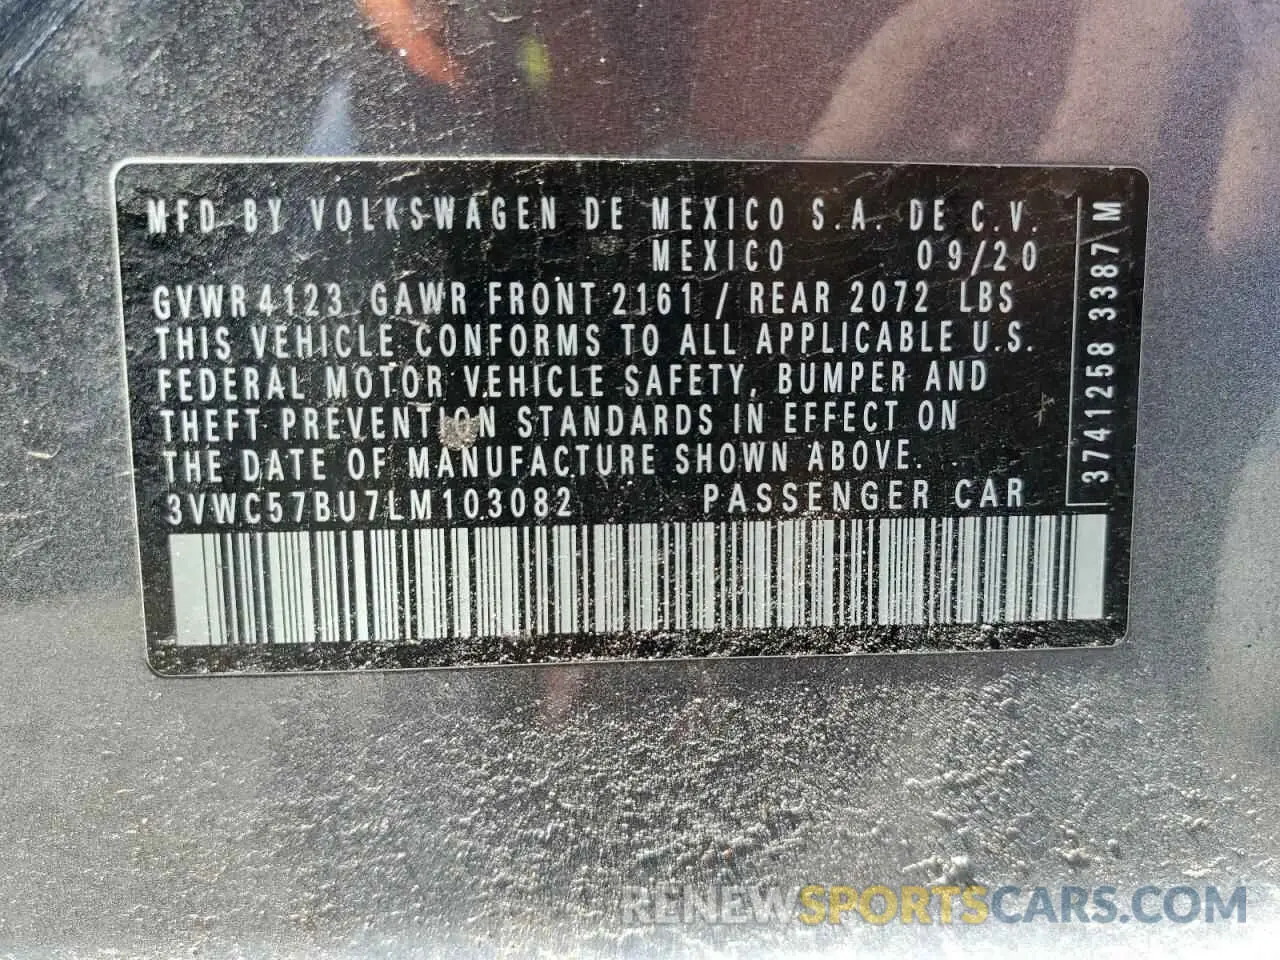 MFD BY VOLKSWAGEN DE MEXICO S.A. DE C.V.
MEXICO 09/20
GVWR 4123 GAWR FRONT 2161 / REAR 2072 LBS
THIS VEHICLE CONFORMS TO ALL APPLICABLE U.S.
FEDERAL MOTOR VEHICLE SAFETY, BUMPER AND
THEFT PREVENTION STANDARDS IN EFFECT ON
THE DATE OF MANUFACTURE SHOWN ABOVE.
3VWC57BU7LM103082 PASSENGER CAR
3741258 3387 M
RENEWSPORTSCARS.COM